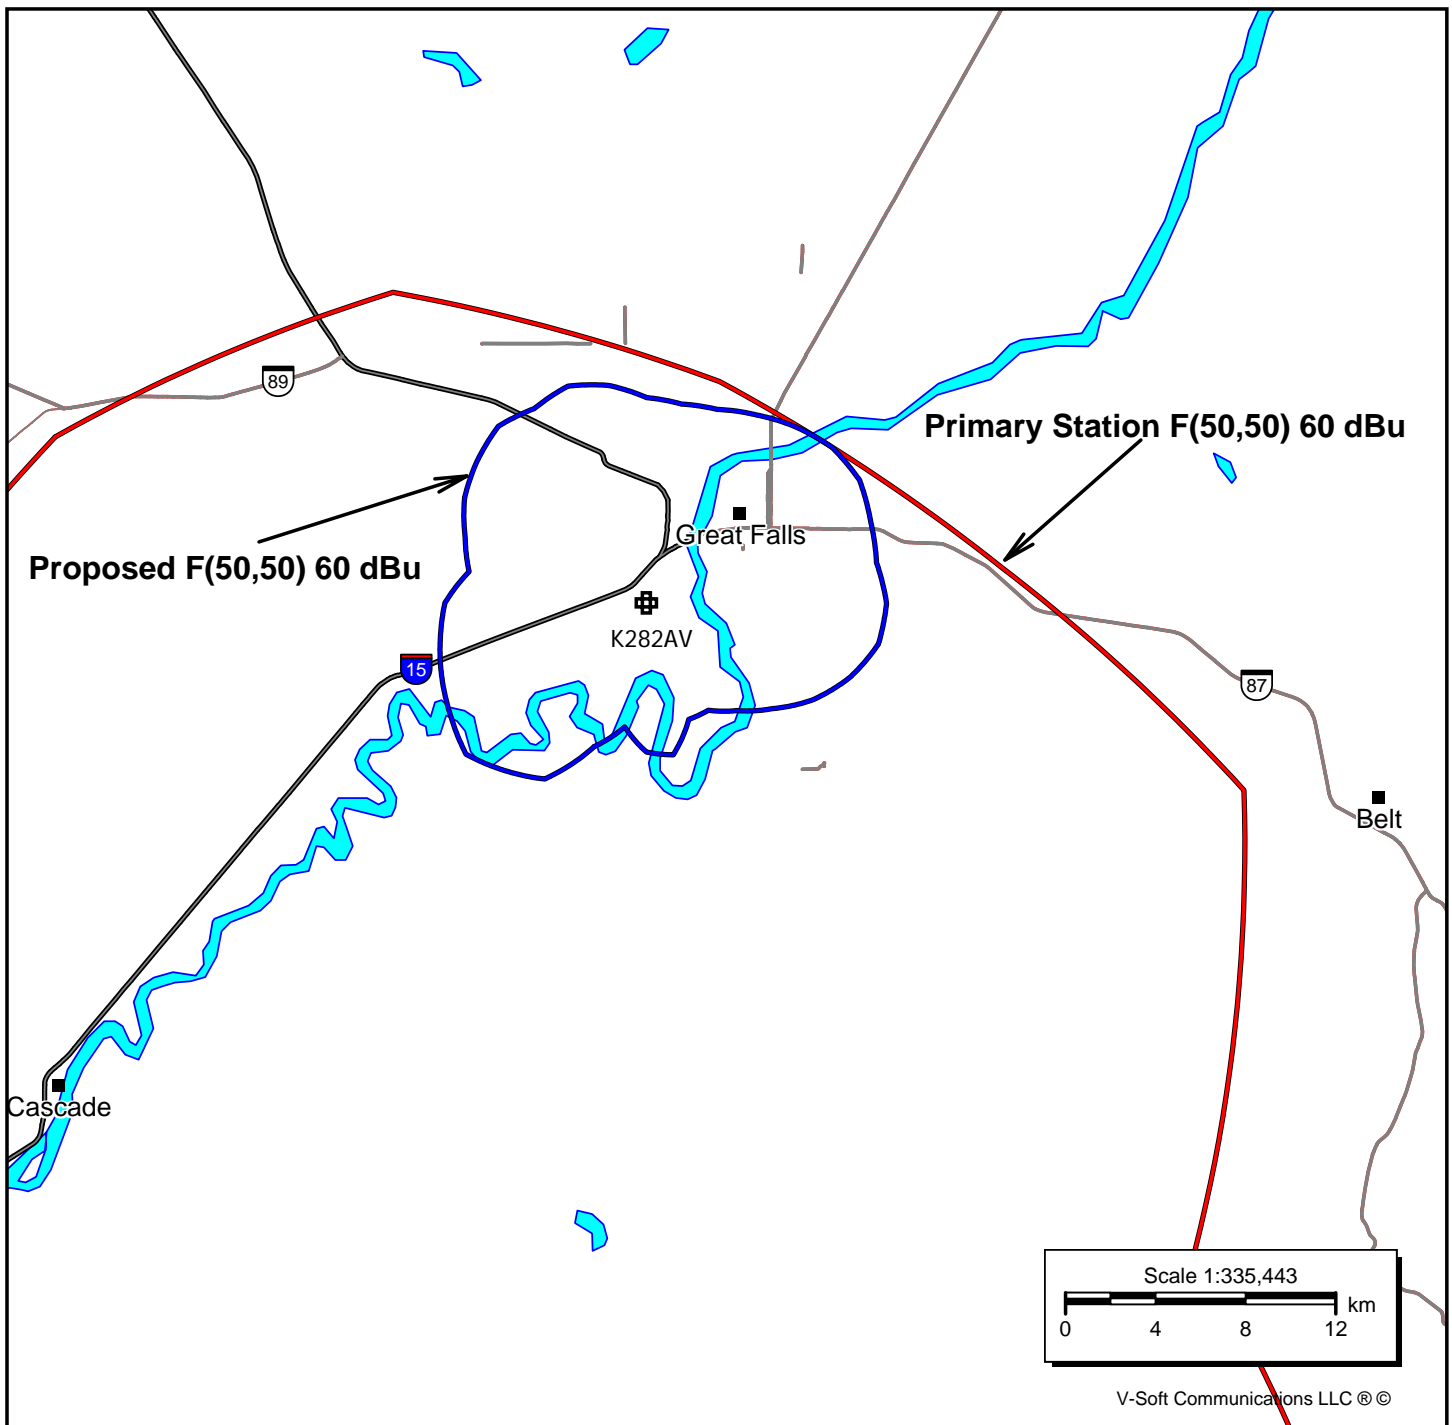 89
Primary Station F(50,50) 60 dBu
Great Falls
Proposed F(50,50) 60 dBu
K282AV
15
87
Belt
Cascade
Scale 1:335,443
km
0 4 8 12
V-Soft Communications LLC ® ©